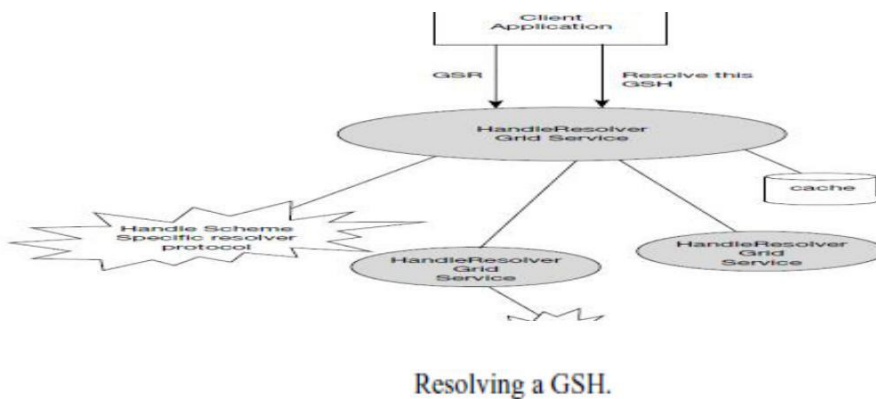 Client
Application
GSR
Resolve this
GSH
HandleResolver
Grid Service
cache
Handle Scheme
Specific resolver
protocol
HandleResolver
Grid
Service
HandleResolver
Grid
Service
Resolving a GSH.